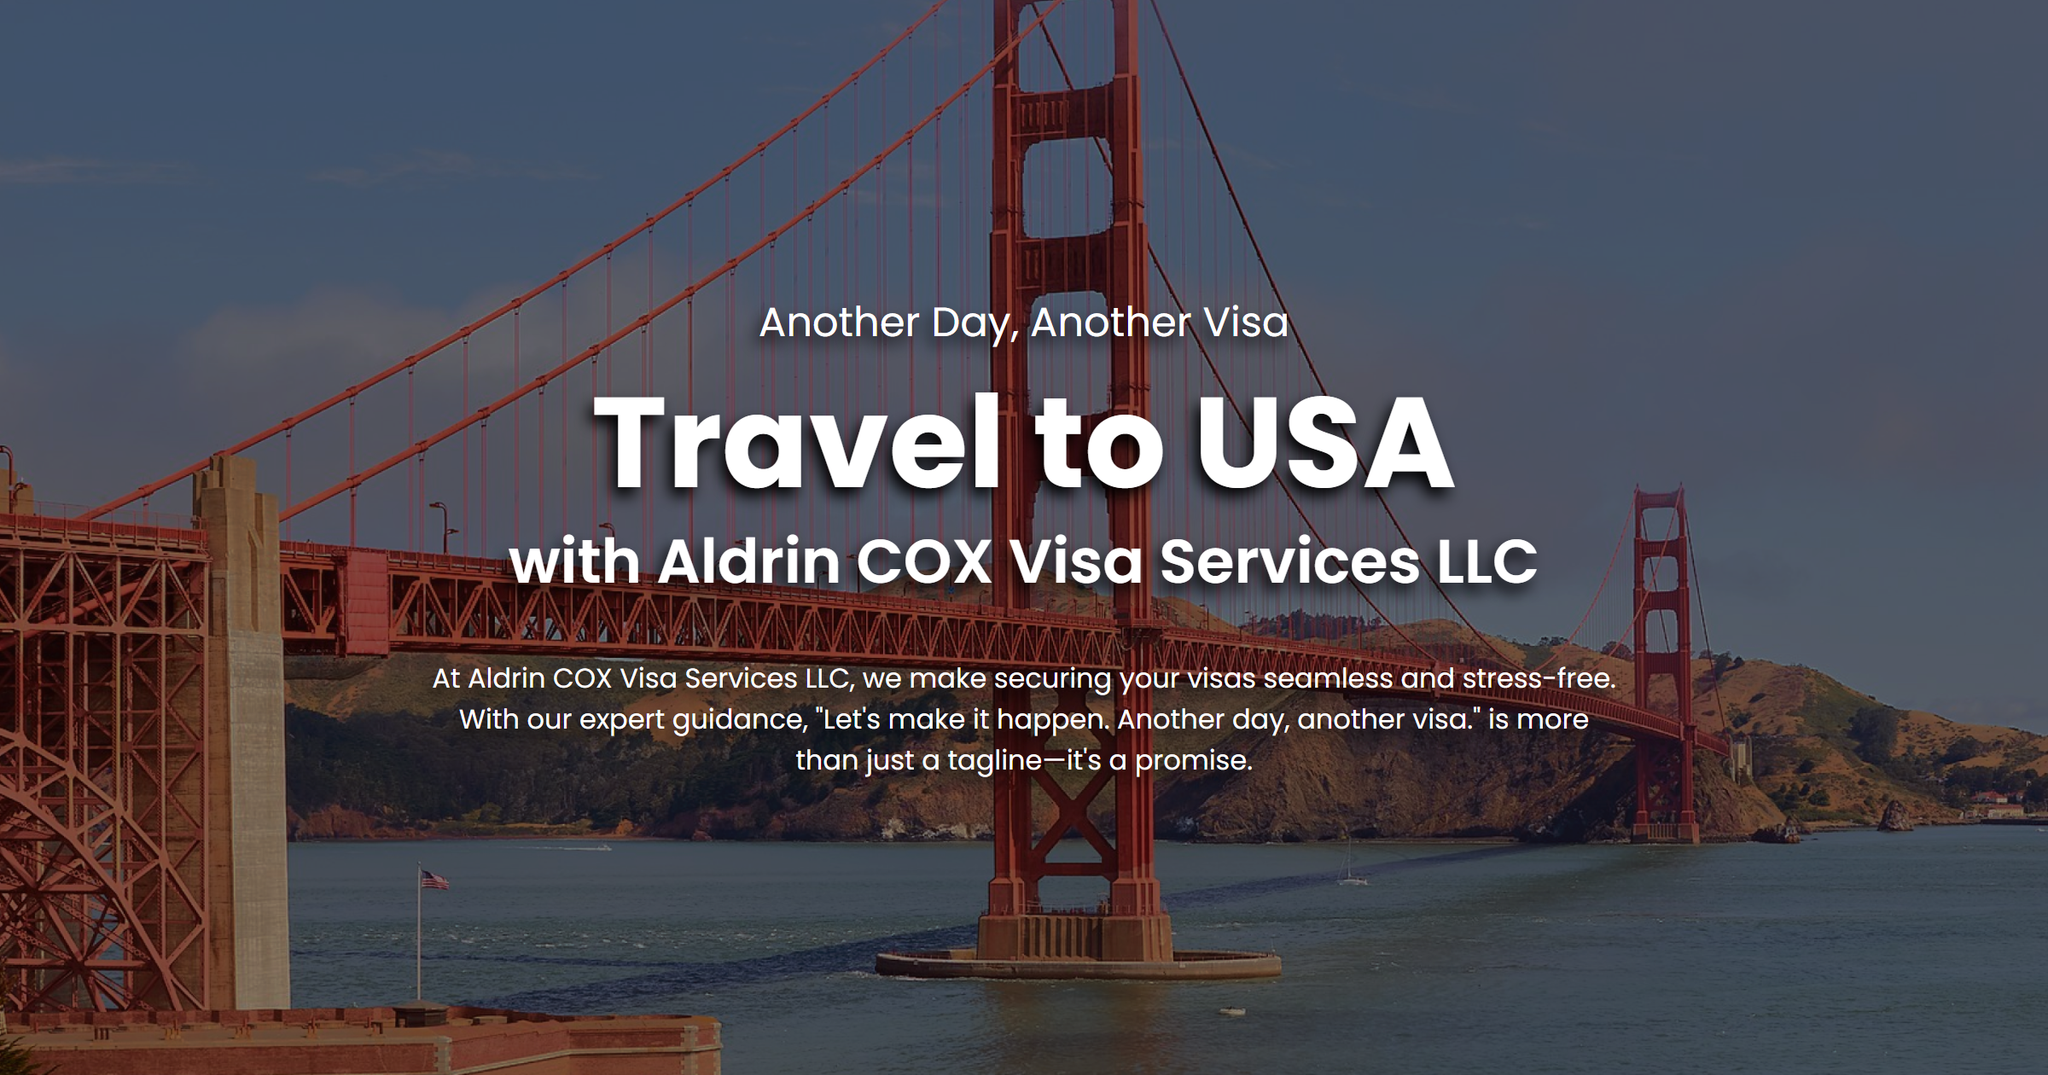 Another Day, Another Visa
Travel to USA
with Aldrin COX Visa Services LLC
At Aldrin COX Visa Services LLC, we make securing your visas seamless and stress-free.
With our expert guidance, "Let's make it happen. Another day, another visa." is more
than just a tagline—it's a promise.